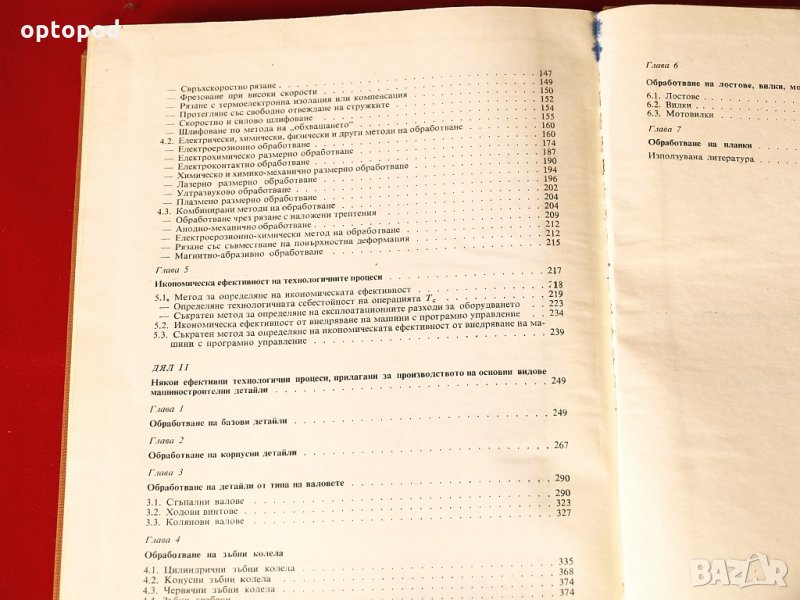 optopod
— Свръхскоростно рязане 147
— Фрезоване при високи скорости 149
— Рязане с термоелектронна изолация или компенсация 150
— Протегляне със свободно отвеждане на стружките 152
— Скоростно и силово шлифоване 154
— Шлифоване по метода на „обхващането" 155
4.2. Електрически, химически, физически и други методи на обработване 160
— Електроерозионно обработване 160
— Електрохимическо размерно обработване 174
— Електроконтактно обработване 187
— Химическо и химико-механично размерно обработване 190
— Лазерно размерно обработване 194
— Ултразвуково обработване 196
— Плазмено размерно обработване 202
4.3. Комбинирани методи на обработване 204
— Обработване чрез рязане с наложени трептения 204
— Анодно-механично обработване 209
— Електроерозионно-химически метод на обработване 212
— Рязане със съвместване на повърхностна деформация 212
— Магнитно-абразивно обработване 215
Глава 5
Икономическа ефективност на технологичните процеси 217
5.1. Метод за определяне на икономическата ефективност 218
— Определяне технологичната себестойност на операцията Tс 219
— Съкратен метод за определяне на експлоатационните разходи за оборудването 223
5.2. Икономическа ефективност от внедряване на машини с програмно управление 234
5.3. Съкратен метод за определяне на икономическата ефективност от внедряване на ма-
шини с програмно управление 239
ДЯЛ II
Някои ефективни технологични процеси, прилагани за производството на основни видове
машиностроителни детайли 249
Глава 1
Обработване на базови детайли 249
Глава 2
Обработване на корпусни детайли 267
Глава 3
Обработване на детайли от типа на валовете 290
3.1. Стъпални валове 290
3.2. Ходови винтове 323
3.3. Колянови валове 327
Глава 4
Обработване на зъбни колела
4.1. Цилиндрични зъбни колела 335
4.2. Конусни зъбни колела 368
4.3. Червячни зъбни колела 374
374
Глава 6
Обработване на лостове, вилки, мо
6.1. Лостове
6.2. Вилки
6.3. Мотовилки
Глава 7
Обработване на планки
Използувана литература
BAZAR